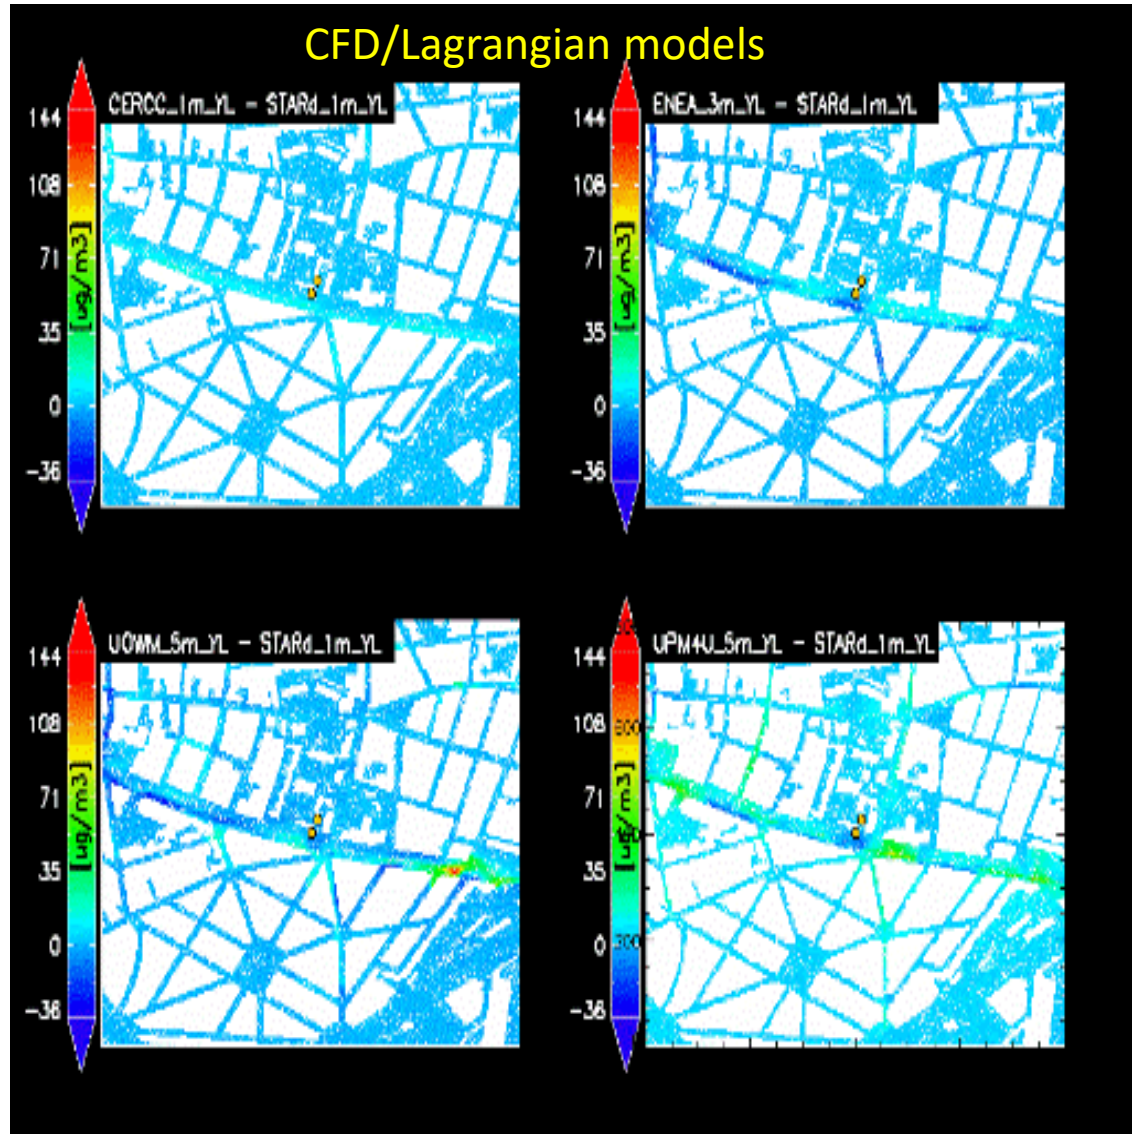 CFD/Lagrangian models
CERCC_1m_YL - STARd_1m_YL
144
108
71
35
0
-36
[ug/m3]
ENEA_3m_YL - STARd_1m_YL
144
108
71
35
0
-36
[ug/m3]
UOWM_5m_YL - STARd_1m_YL
144
108
71
35
0
-36
[ug/m3]
UPM4U_5m_YL - STARd_1m_YL
144
108
71
35
0
-36
[ug/m3]